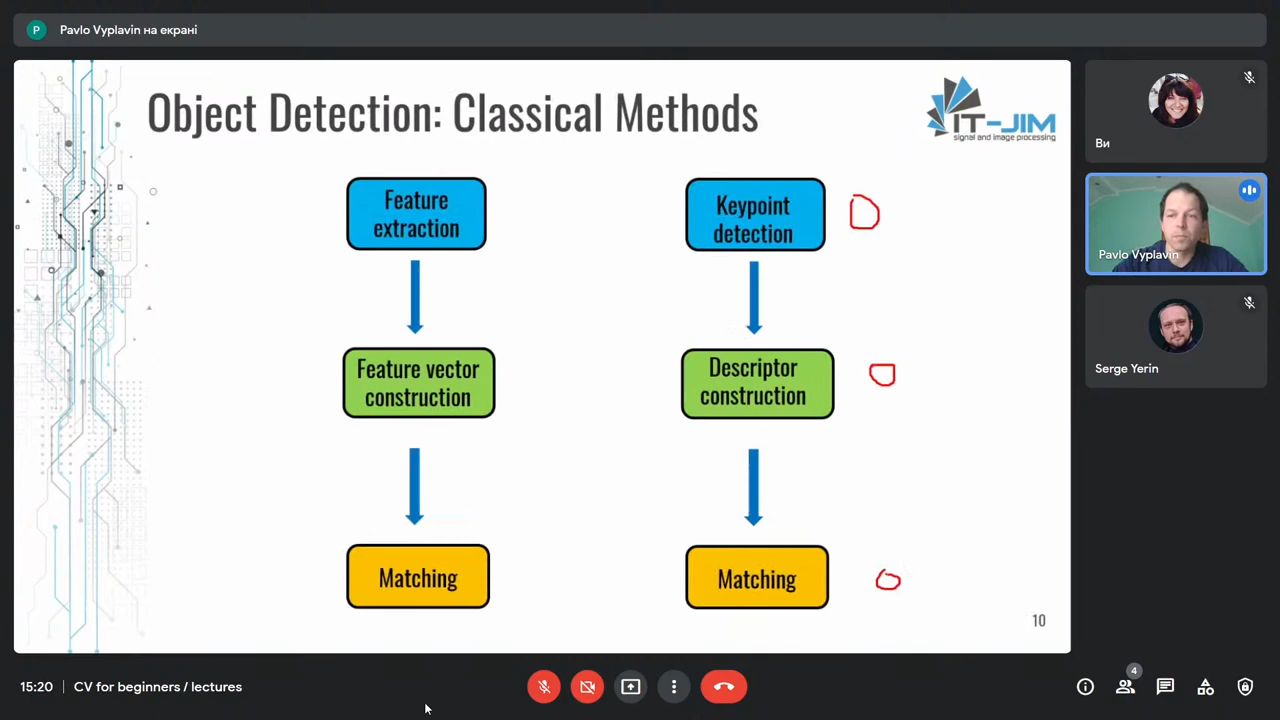 P Pavlo Vyplavin на екрані
Object Detection: Classical Methods
IT-JIM
signal and image processing
Feature
extraction
Keypoint
detection
Feature vector
construction
Descriptor
construction
Matching
Matching
10
Ви
Pavlo Vyplavin
Serge Yerin
15:20 | CV for beginners / lectures
4